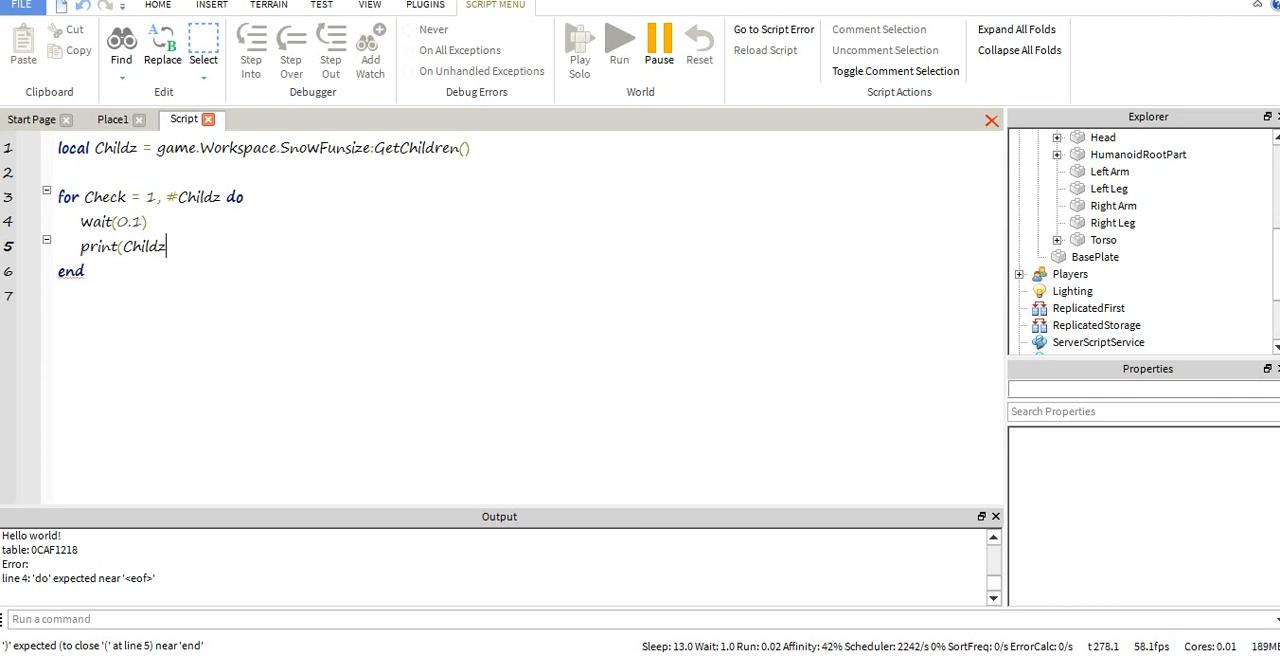 FILE HOME INSERT TERRAIN TEST VIEW PLUGINS SCRIPT MENU
Paste Cut Copy
Clipboard
Find Replace Select
Edit
Step Into Step Over Step Out Add Watch
Debugger
Never
On All Exceptions
On Unhandled Exceptions
Debug Errors
Play Solo Run Pause Reset
World
Go to Script Error
Reload Script
Comment Selection
Uncomment Selection
Toggle Comment Selection
Script Actions
Expand All Folds
Collapse All Folds
Start Page Place1 Script
1 local Childz = game.Workspace.SnowFunsize:GetChildren()
2
3 for Check = 1, #Childz do
4 wait(0.1)
5 print(Childz
6 end
7
Explorer
Head
HumanoidRootPart
Left Arm
Left Leg
Right Arm
Right Leg
Torso
BasePlate
Players
Lighting
ReplicatedFirst
ReplicatedStorage
ServerScriptService
Properties
Search Properties
Output
Hello world!
table: 0CAF1218
Error:
line 4: 'do' expected near '<eof>'
Run a command
')' expected (to close '(' at line 5) near 'end'
Sleep: 13.0 Wait: 1.0 Run: 0.02 Affinity: 42% Scheduler: 2242/s 0% SortFreq: 0/s ErrorCalc: 0/s t 278.1 58.1fps Cores: 0.01